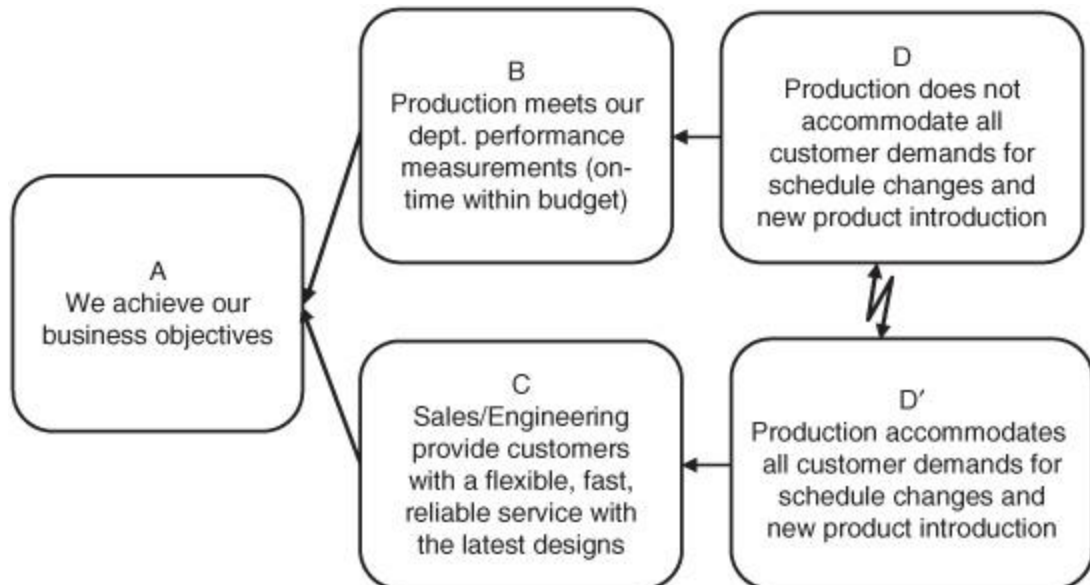 A
We achieve our
business objectives
B
Production meets our
dept. performance
measurements (on-
time within budget)
C
Sales/Engineering
provide customers
with a flexible, fast,
reliable service with
the latest designs
D
Production does not
accommodate all
customer demands for
schedule changes and
new product introduction
D′
Production accommodates
all customer demands for
schedule changes and
new product introduction